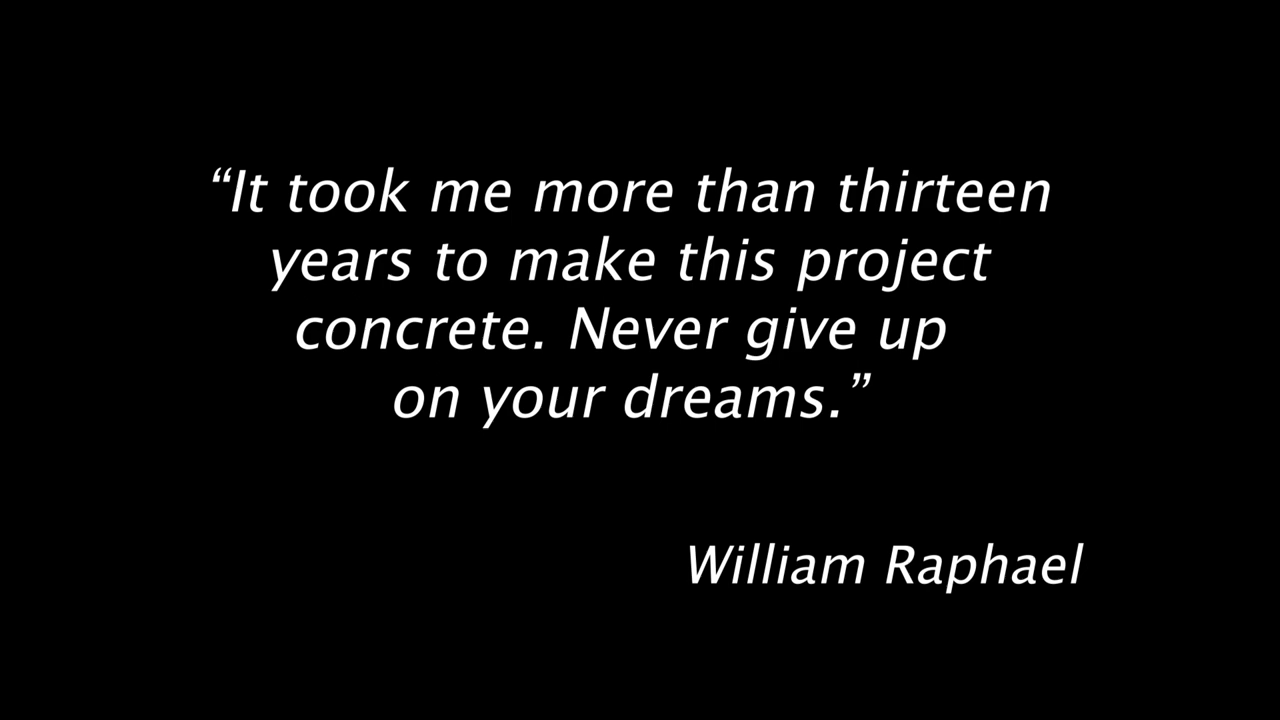 “It took me more than thirteen
years to make this project
concrete. Never give up
on your dreams.”
William Raphael